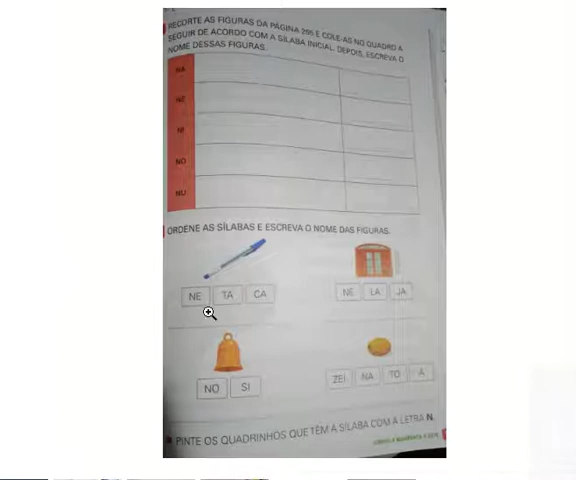 RECORTE AS FIGURAS DA PÁGINA 265 E COLE-AS NO QUADRO A
SEGUIR DE ACORDO COM A SÍLABA INICIAL. DEPOIS, ESCREVA O
NOME DESSAS FIGURAS.
NA
NE
NI
NO
NU
ORDENE AS SÍLABAS E ESCREVA O NOME DAS FIGURAS.
NE TA CA
NE LA JA
NO SI
ZEI NA TO A
PINTE OS QUADRINHOS QUE TÊM A SÍLABA COM A LETRA N.